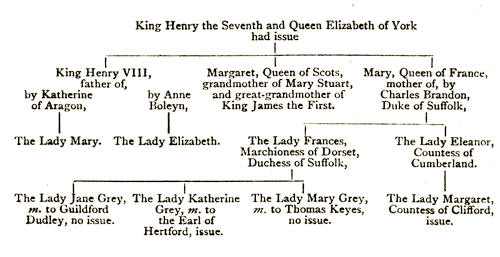 King Henry the Seventh and Queen Elizabeth of York
had issue
King Henry VIII,
father of,
by Katherine
of Aragon,
by Anne
Boleyn,
Margaret, Queen of Scots,
grandmother of Mary Stuart,
and great-grandmother of
King James the First.
Mary, Queen of France,
mother of, by
Charles Brandon,
Duke of Suffolk,
The Lady Mary.
The Lady Elizabeth.
The Lady Frances,
Marchioness of Dorset,
Duchess of Suffolk,
The Lady Eleanor,
Countess of
Cumberland.
The Lady Jane Grey,
m. to Guildford
Dudley, no issue.
The Lady Katherine
Grey, m. to
the Earl of
Hertford, issue.
The Lady Mary Grey,
m. to Thomas Keyes,
no issue.
The Lady Margaret,
Countess of Clifford,
issue.